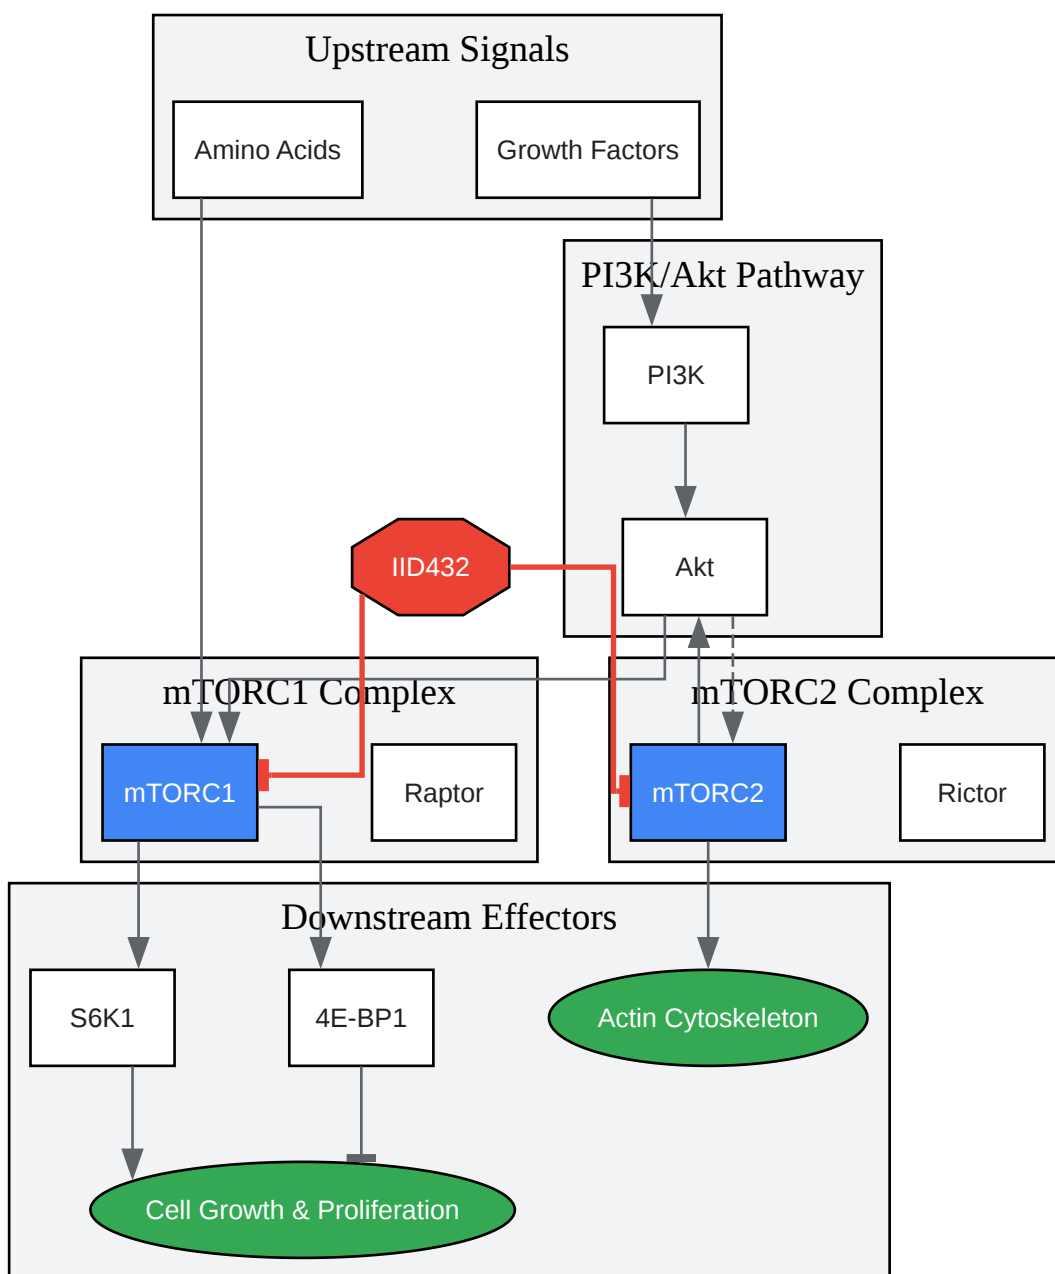 Upstream Signals
Amino Acids
Growth Factors
PI3K/Akt Pathway
PI3K
IID432
Akt
mTORC1 Complex
mTORC2 Complex
mTORC1
Raptor
mTORC2
Rictor
Downstream Effectors
S6K1
4E-BP1
Actin Cytoskeleton
Cell Growth & Proliferation